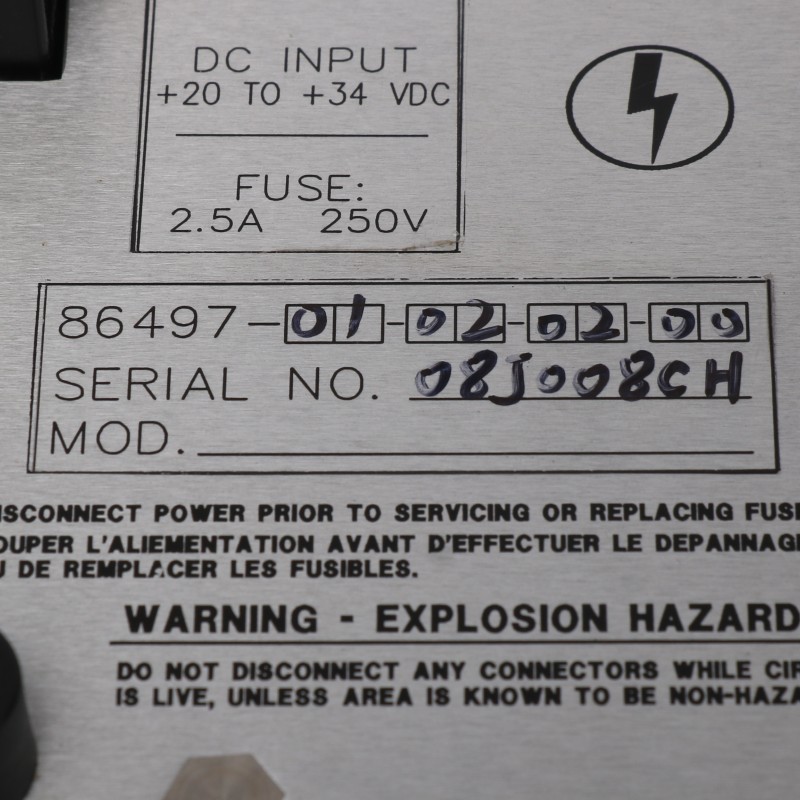 DC INPUT
+20 TO +34 VDC
FUSE:
2.5A 250V
86497-01-02-02-00
SERIAL NO. 08J008CH
MOD.
ISCONNECT POWER PRIOR TO SERVICING OR REPLACING FUS
OUPER L'ALIEMENTATION AVANT D'EFFECTUER LE DEPANNAG
U DE REMPLACER LES FUSIBLES.
WARNING - EXPLOSION HAZARD
DO NOT DISCONNECT ANY CONNECTORS WHILE CIR
IS LIVE, UNLESS AREA IS KNOWN TO BE NON-HAZA